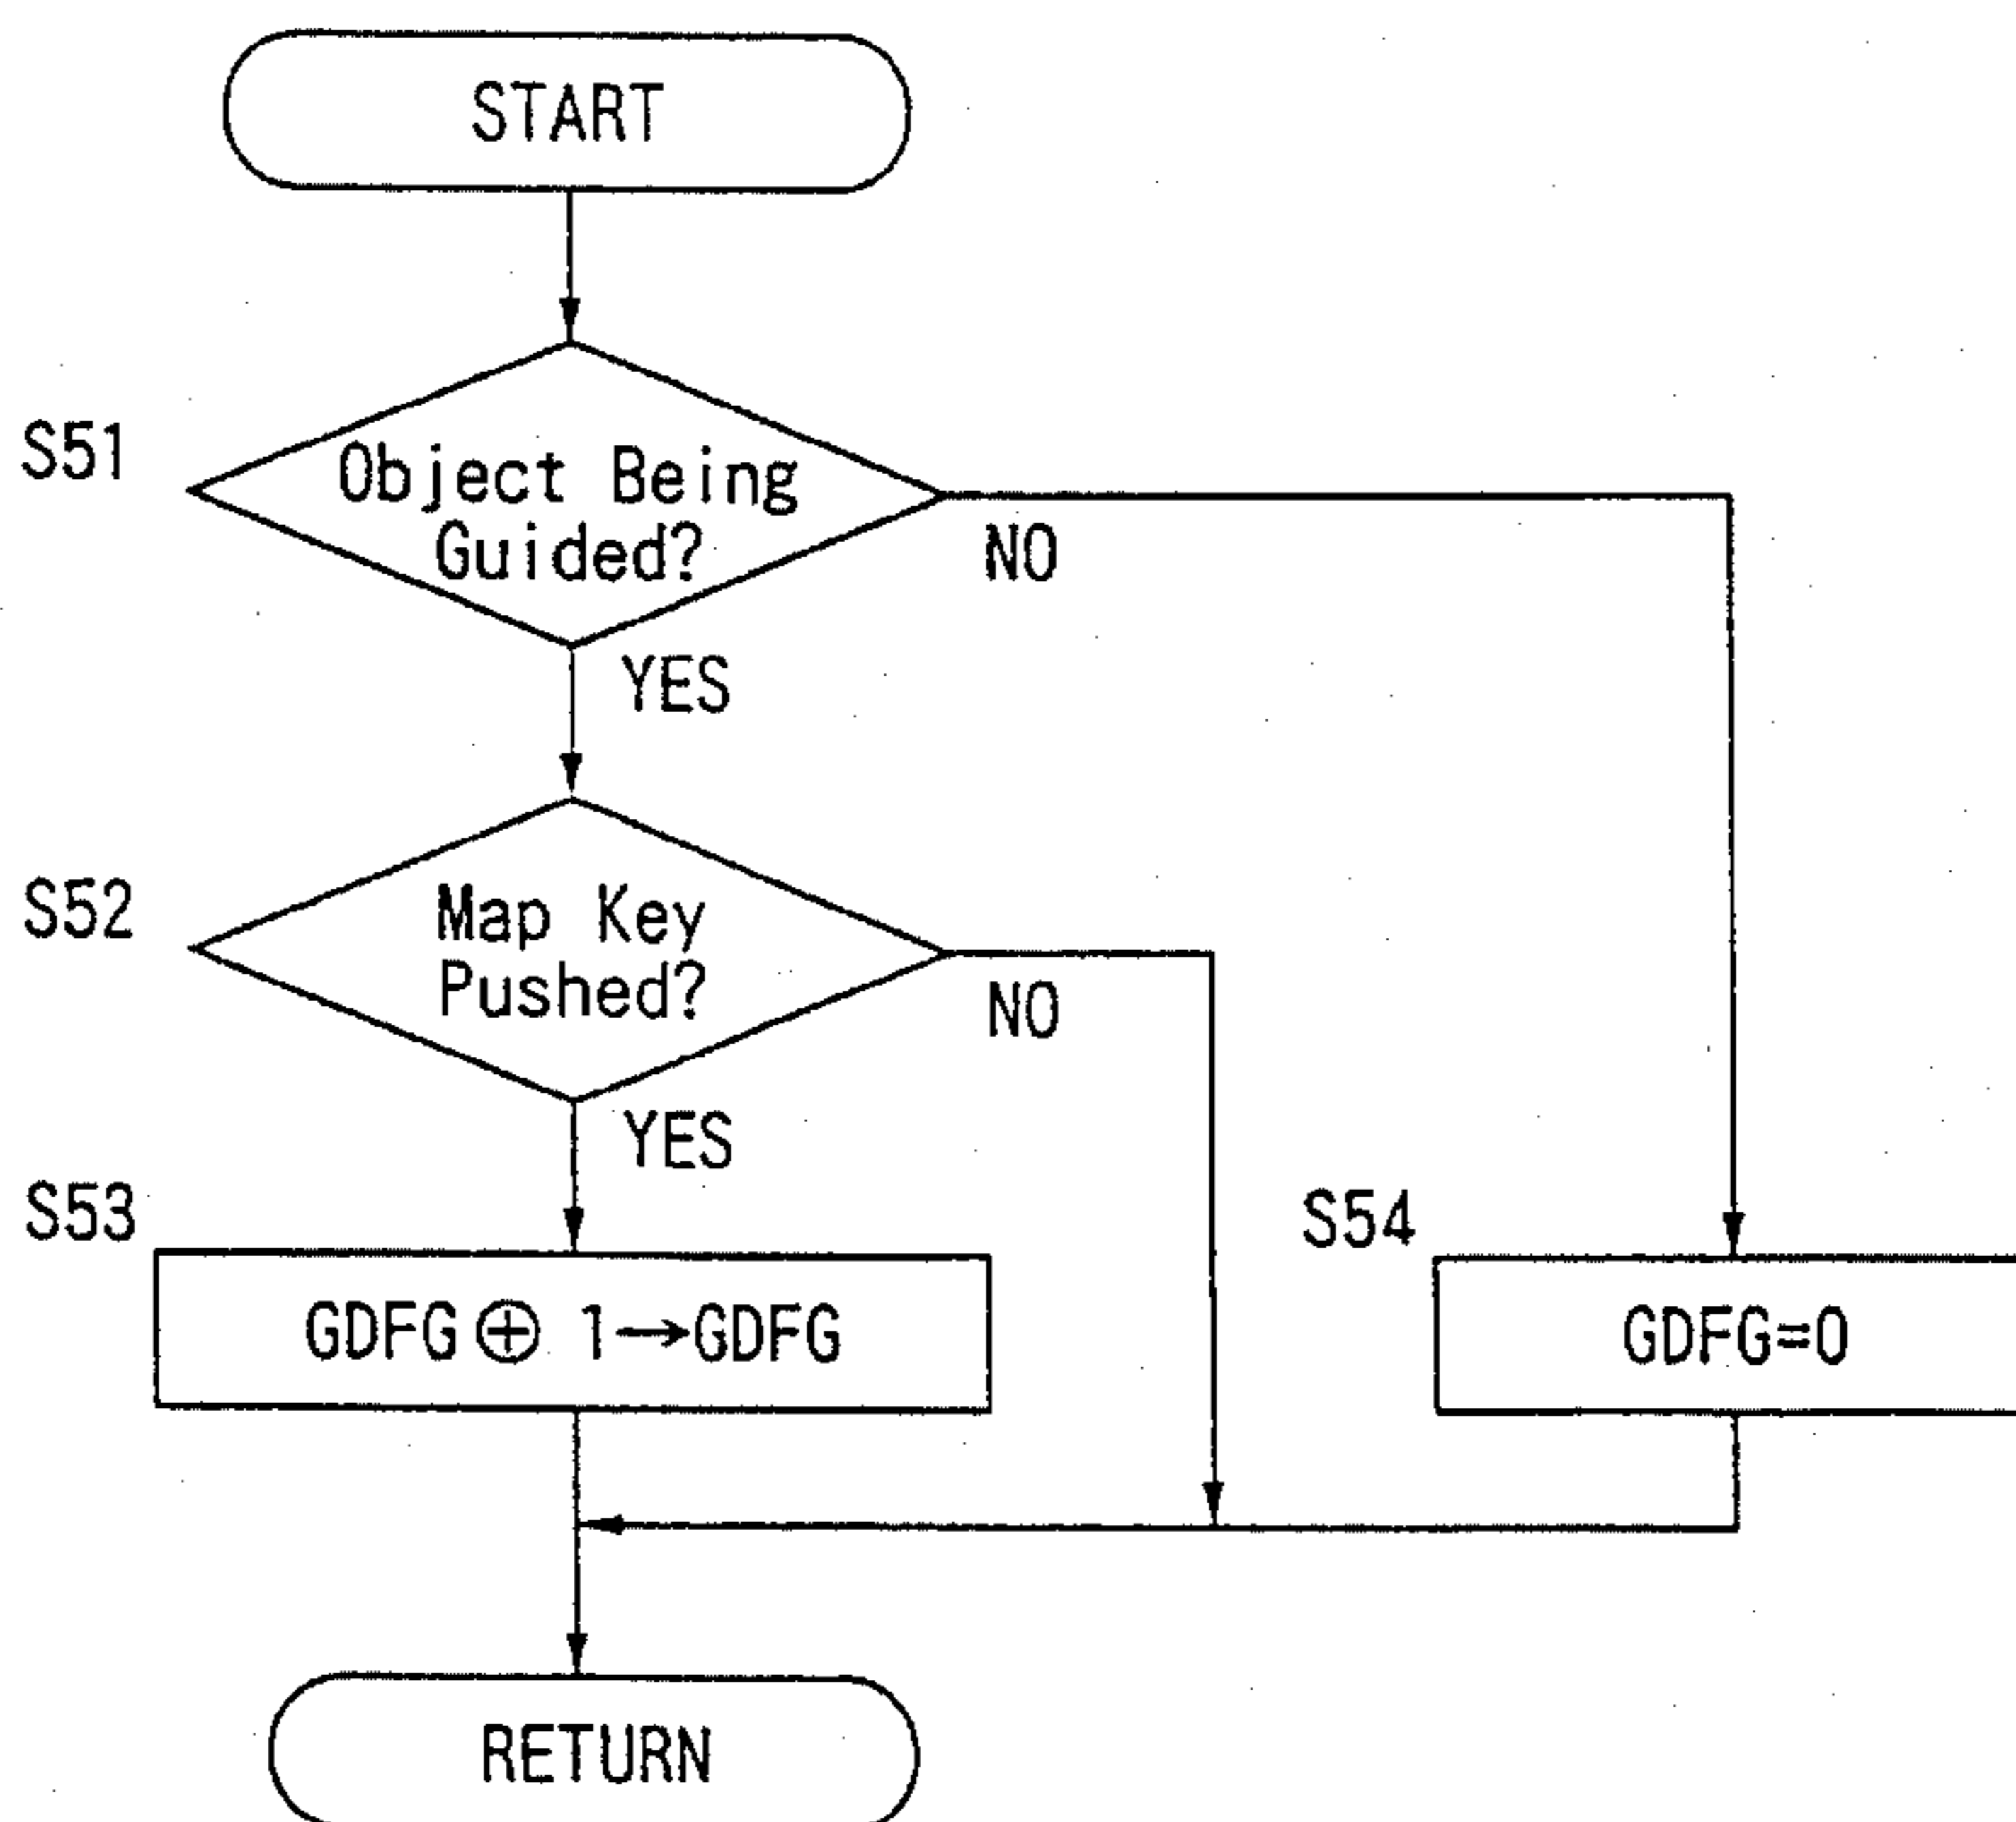 START
S51
Object Being
Guided?
NO
YES
S52
Map Key
Pushed?
NO
YES
S53
GDFG ⊕ 1→GDFG
S54
GDFG=0
RETURN